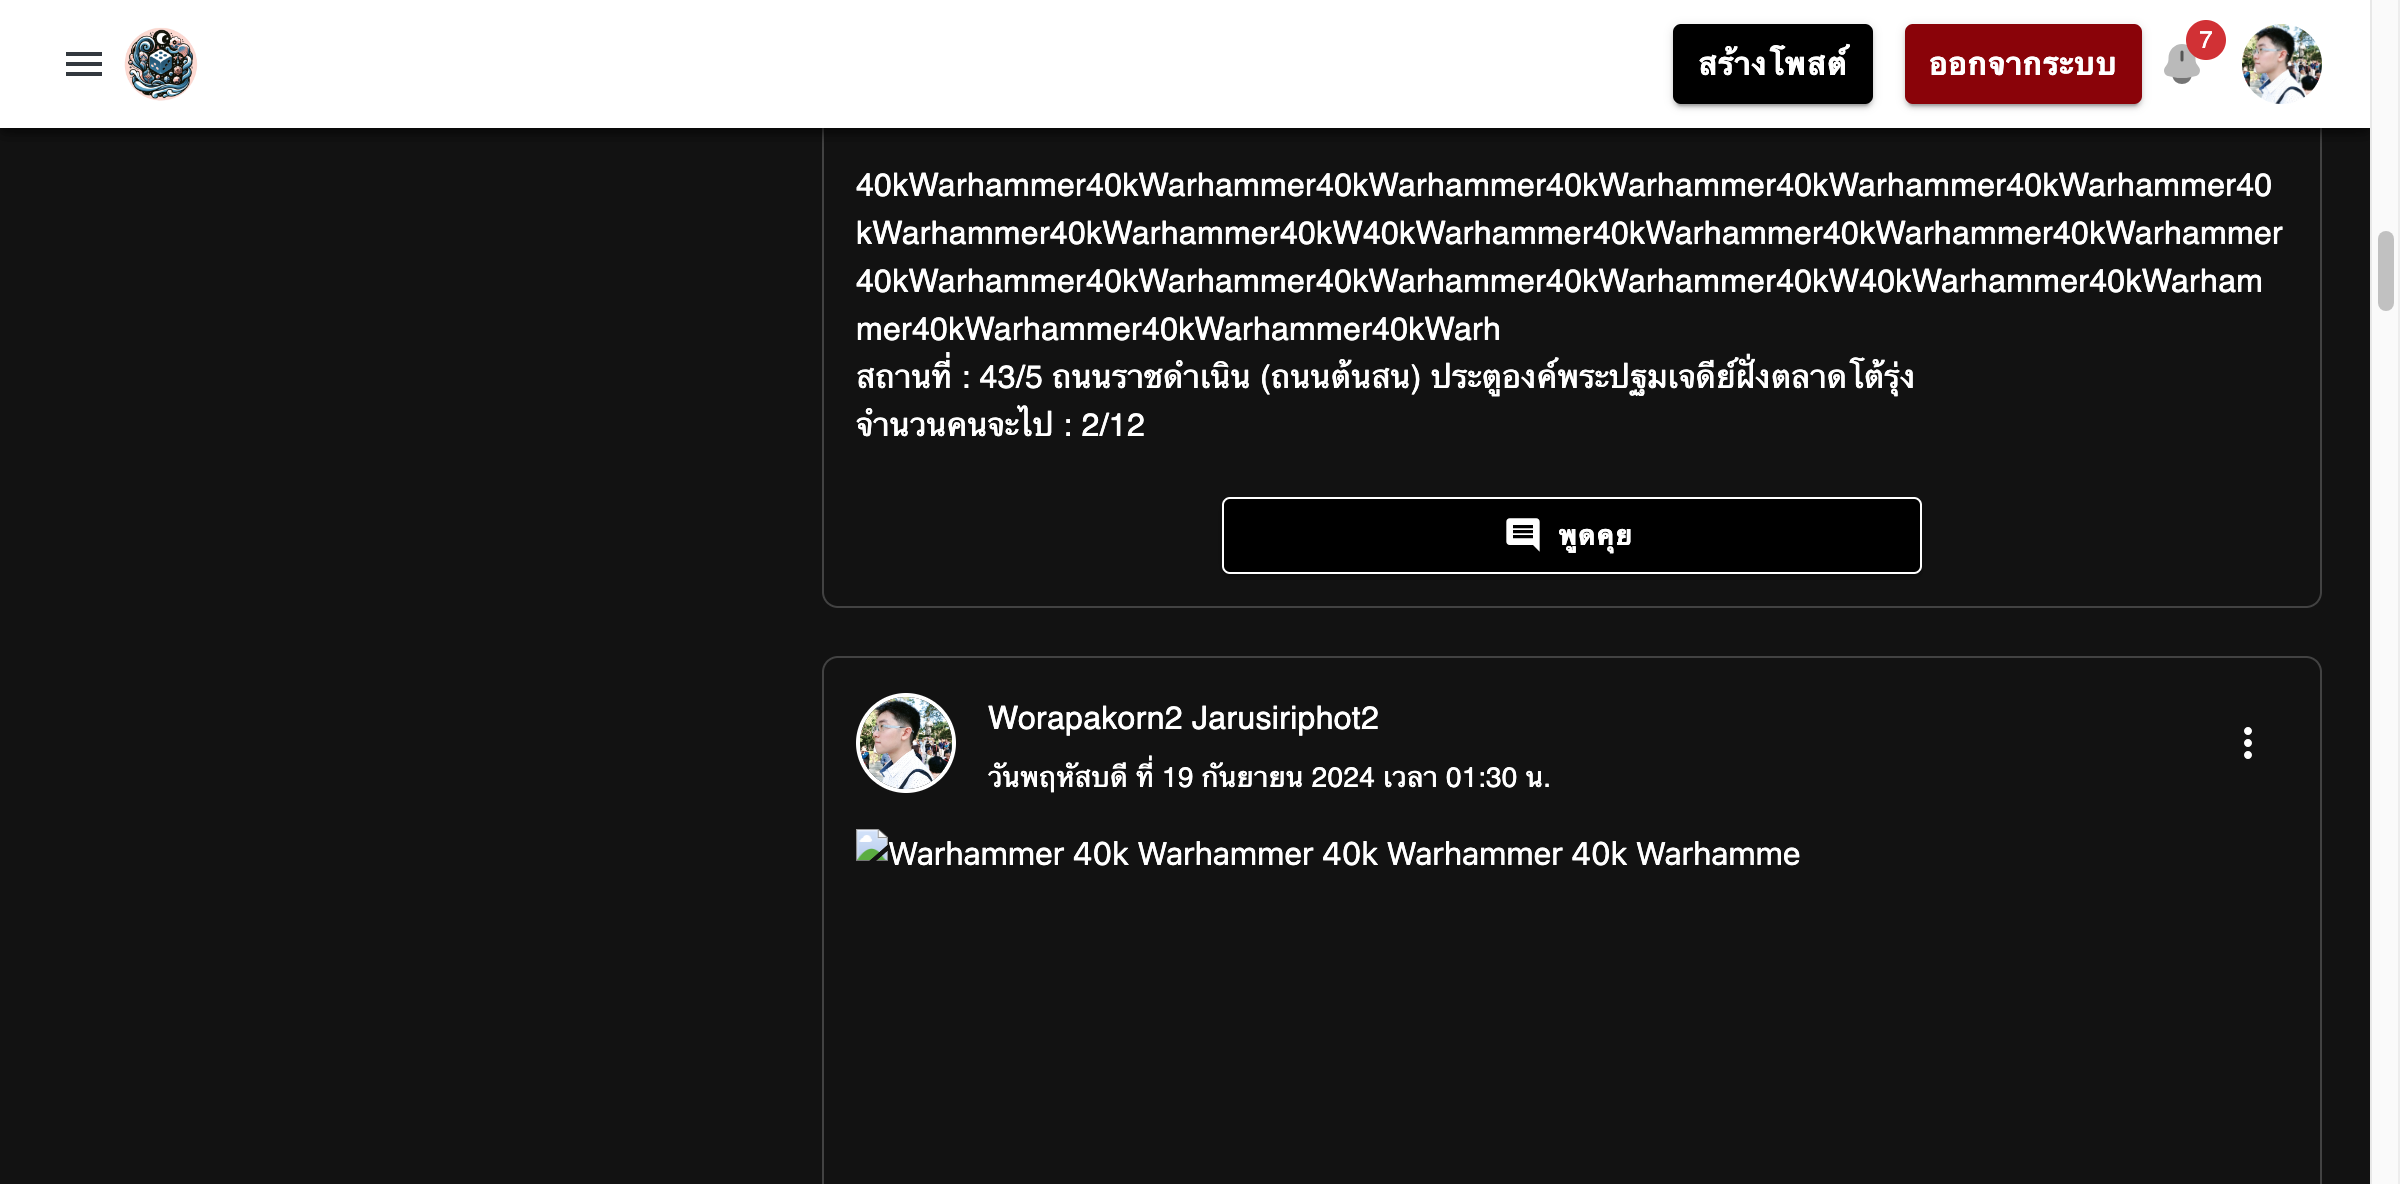 สร้างโพสต์
ออกจากระบบ
7
40kWarhammer40kWarhammer40kWarhammer40kWarhammer40kWarhammer40kWarhammer40
kWarhammer40kWarhammer40kW40kWarhammer40kWarhammer40kWarhammer40kWarhammer
40kWarhammer40kWarhammer40kWarhammer40kWarhammer40kW40kWarhammer40kWarham
mer40kWarhammer40kWarhammer40kWarh
สถานที่ : 43/5 ถนนราชดำเนิน (ถนนต้นสน) ประตูองค์พระปฐมเจดีย์ฝั่งตลาดโต้รุ่ง
จำนวนคนจะไป : 2/12
พูดคุย
Worapakorn2 Jarusiriphot2
วันพฤหัสบดี ที่ 19 กันยายน 2024 เวลา 01:30 น.
Warhammer 40k Warhammer 40k Warhammer 40k Warhamme